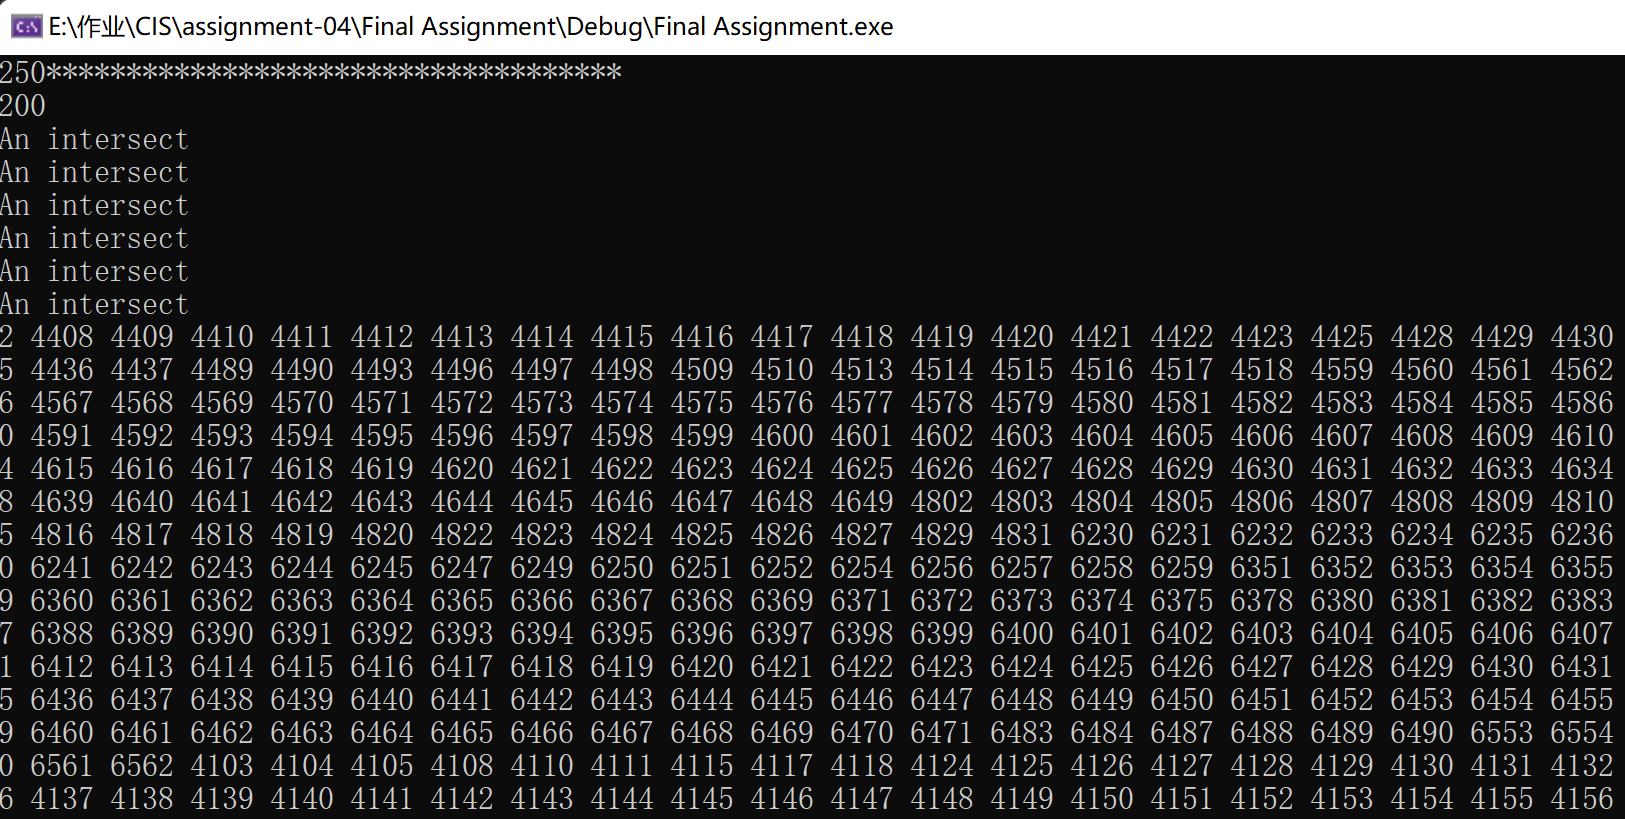 E:\作业\CIS\assignment-04\Final Assignment\Debug\Final Assignment.exe
250************************************
200
An intersect
An intersect
An intersect
An intersect
An intersect
An intersect
2 4408 4409 4410 4411 4412 4413 4414 4415 4416 4417 4418 4419 4420 4421 4422 4423 4425 4428 4429 4430
5 4436 4437 4489 4490 4493 4496 4497 4498 4509 4510 4513 4514 4515 4516 4517 4518 4559 4560 4561 4562
6 4567 4568 4569 4570 4571 4572 4573 4574 4575 4576 4577 4578 4579 4580 4581 4582 4583 4584 4585 4586
0 4591 4592 4593 4594 4595 4596 4597 4598 4599 4600 4601 4602 4603 4604 4605 4606 4607 4608 4609 4610
4 4615 4616 4617 4618 4619 4620 4621 4622 4623 4624 4625 4626 4627 4628 4629 4630 4631 4632 4633 4634
8 4639 4640 4641 4642 4643 4644 4645 4646 4647 4648 4649 4802 4803 4804 4805 4806 4807 4808 4809 4810
5 4816 4817 4818 4819 4820 4822 4823 4824 4825 4826 4827 4829 4831 6230 6231 6232 6233 6234 6235 6236
0 6241 6242 6243 6244 6245 6247 6249 6250 6251 6252 6254 6256 6257 6258 6259 6351 6352 6353 6354 6355
9 6360 6361 6362 6363 6364 6365 6366 6367 6368 6369 6371 6372 6373 6374 6375 6378 6380 6381 6382 6383
7 6388 6389 6390 6391 6392 6393 6394 6395 6396 6397 6398 6399 6400 6401 6402 6403 6404 6405 6406 6407
1 6412 6413 6414 6415 6416 6417 6418 6419 6420 6421 6422 6423 6424 6425 6426 6427 6428 6429 6430 6431
5 6436 6437 6438 6439 6440 6441 6442 6443 6444 6445 6446 6447 6448 6449 6450 6451 6452 6453 6454 6455
9 6460 6461 6462 6463 6464 6465 6466 6467 6468 6469 6470 6471 6483 6484 6487 6488 6489 6490 6553 6554
0 6561 6562 4103 4104 4105 4108 4110 4111 4115 4117 4118 4124 4125 4126 4127 4128 4129 4130 4131 4132
6 4137 4138 4139 4140 4141 4142 4143 4144 4145 4146 4147 4148 4149 4150 4151 4152 4153 4154 4155 4156